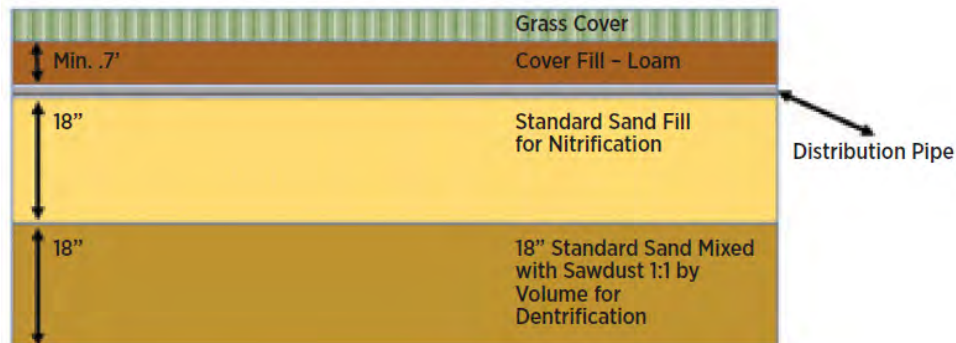 Grass Cover
Min. .7’
Cover Fill – Loam
18”
Standard Sand Fill
for Nitrification
Distribution Pipe
18”
18” Standard Sand Mixed
with Sawdust 1:1 by
Volume for
Dentrification